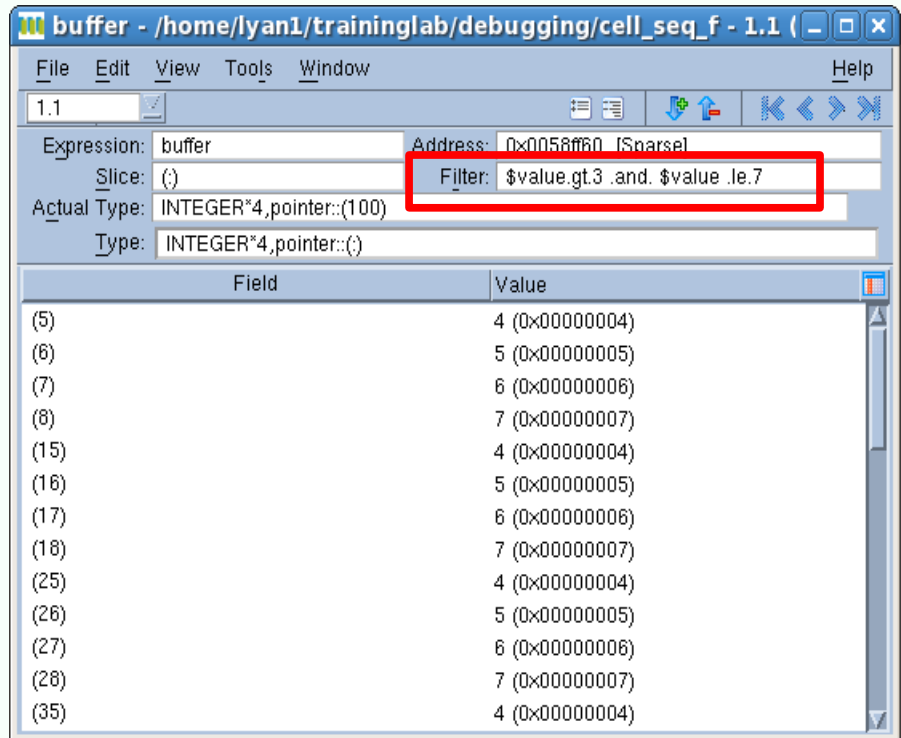 buffer - /home/lyan1/traininglab/debugging/cell_seq_f - 1.1 (
File Edit View Tools Window Help
1.1
Expression: buffer Address: 0x0058ff60 [Sparse]
Slice: (:) Filter: $value.gt.3 .and. $value .le.7
Actual Type: INTEGER*4,pointer::(100)
Type: INTEGER*4,pointer::(:)
Field Value
(5) 4 (0x00000004)
(6) 5 (0x00000005)
(7) 6 (0x00000006)
(8) 7 (0x00000007)
(15) 4 (0x00000004)
(16) 5 (0x00000005)
(17) 6 (0x00000006)
(18) 7 (0x00000007)
(25) 4 (0x00000004)
(26) 5 (0x00000005)
(27) 6 (0x00000006)
(28) 7 (0x00000007)
(35) 4 (0x00000004)